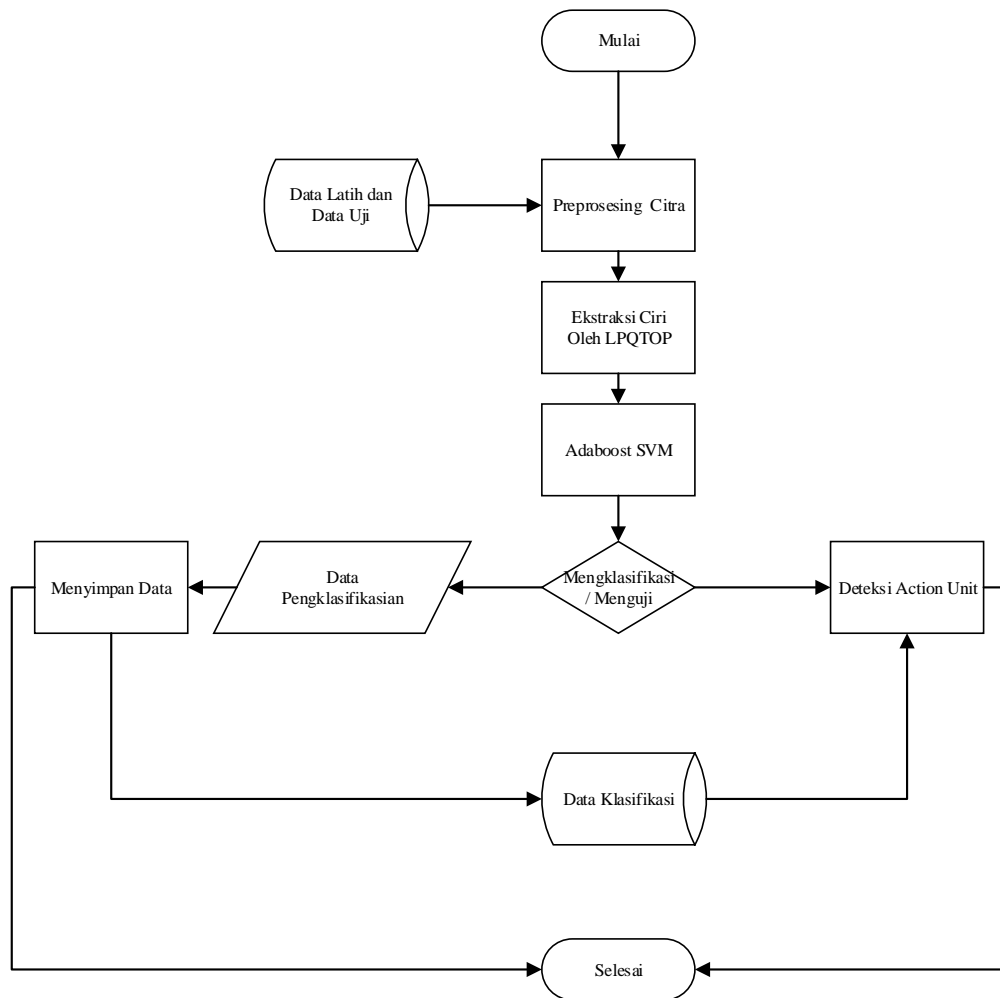 Mulai
Data Latih dan
Data Uji
Preprosesing Citra
Ekstraksi Ciri
Oleh LPQTOP
Adaboost SVM
Menyimpan Data
Data
Pengklasifikasian
Mengklasifikasi
/ Menguji
Deteksi Action Unit
Data Klasifikasi
Selesai